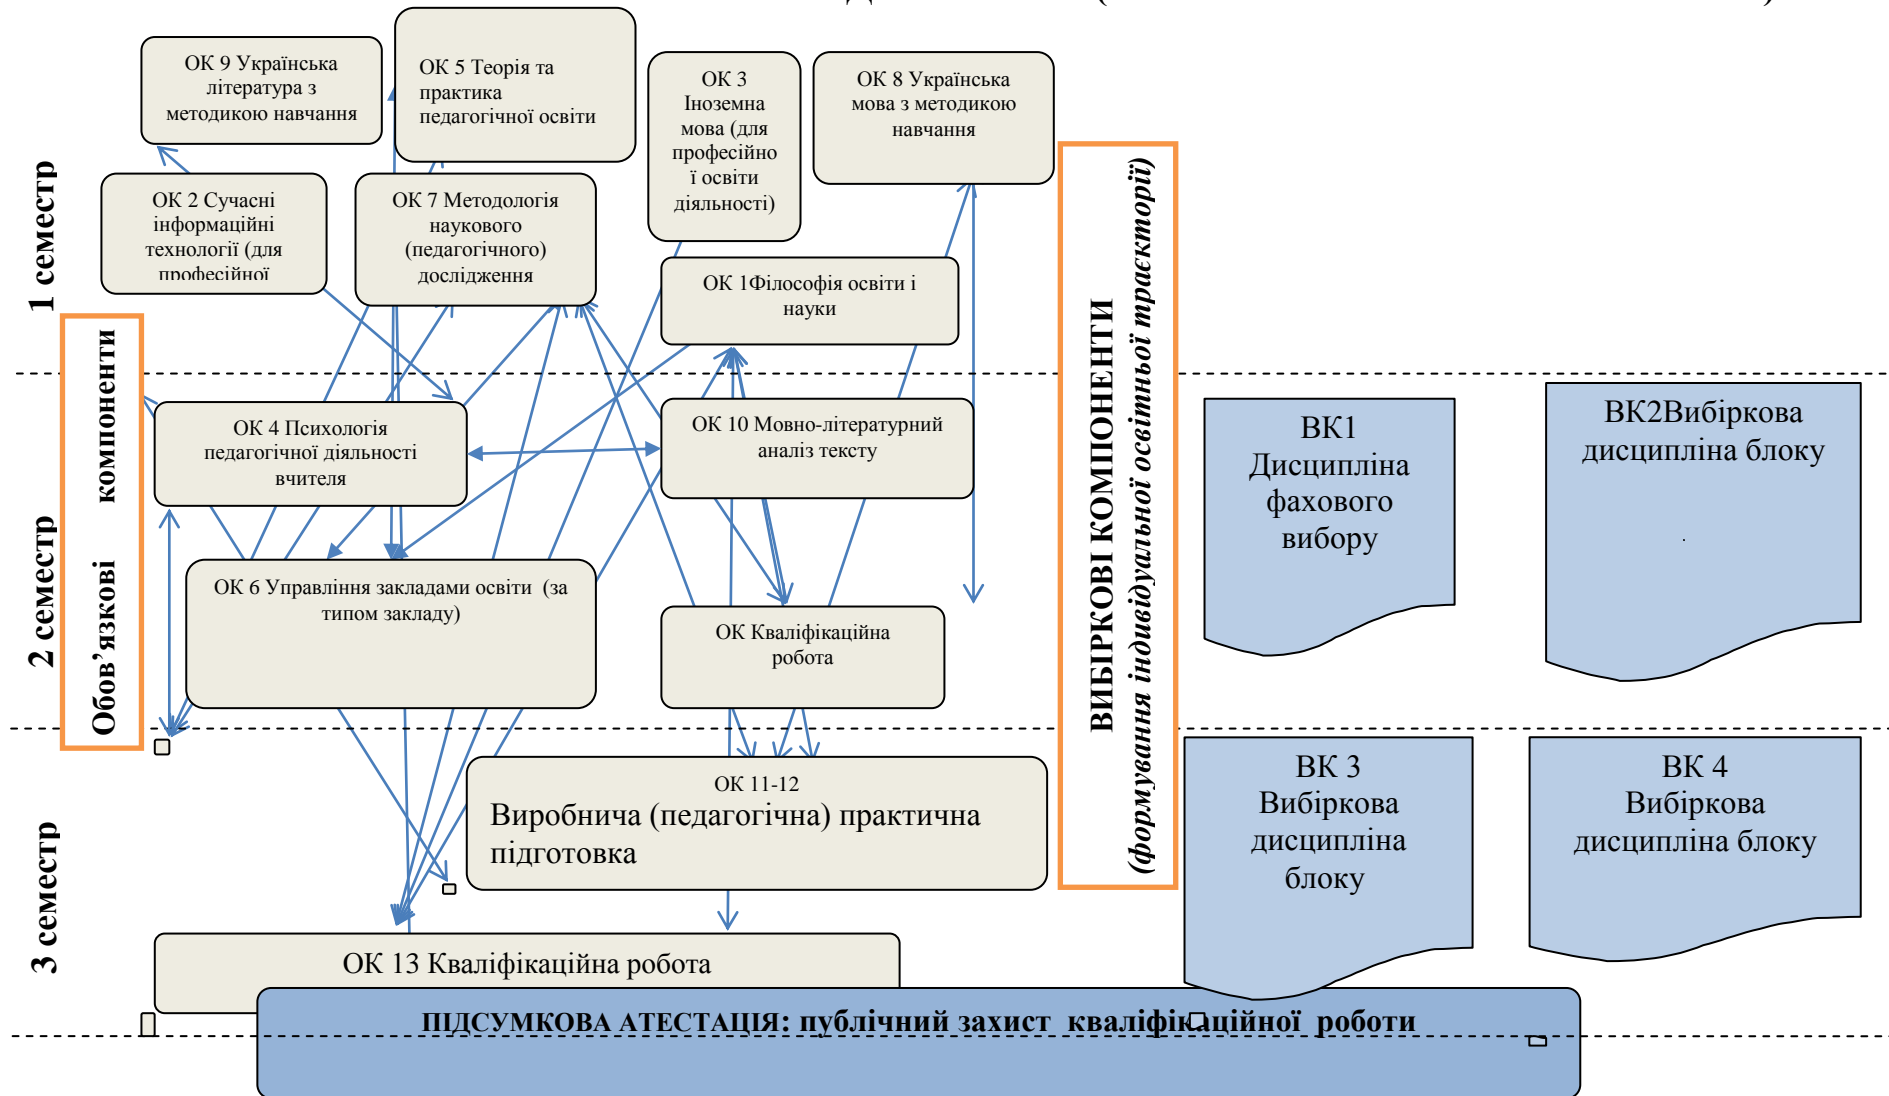 ОК 9 Українська
література з
методикою навчання
ОК 5 Теорія та
практика
педагогічної освіти
ОК 3
Іноземна
мова (для
професійно
ї освіти
діяльності)
ОК 8 Українська
мова з методикою
навчання
1 семестр
ОК 2 Сучасні
інформаційні
технології (для
професійної
ОК 7 Методологія
наукового
(педагогічного)
дослідження
ОК 1Філософія освіти і
науки
Обов’язкові компоненти
ВИБІРКОВІ КОМПОНЕНТИ
(формування індивідуальної освітньої траєкторії)
2 семестр
ОК 4 Психологія
педагогічної діяльності
вчителя
ОК 10 Мовно-літературний
аналіз тексту
ВК1
Дисципліна
фахового
вибору
ВК2Вибіркова
дисципліна блоку
.
ОК 6 Управління закладами освіти (за
типом закладу)
ОК Кваліфікаційна
робота
3 семестр
ОК 11-12
Виробнича (педагогічна) практична
підготовка
ВК 3
Вибіркова
дисципліна
блоку
ВК 4
Вибіркова
дисципліна блоку
ОК 13 Кваліфікаційна робота
ПІДСУМКОВА АТЕСТАЦІЯ: публічний захист кваліфікаційної роботи